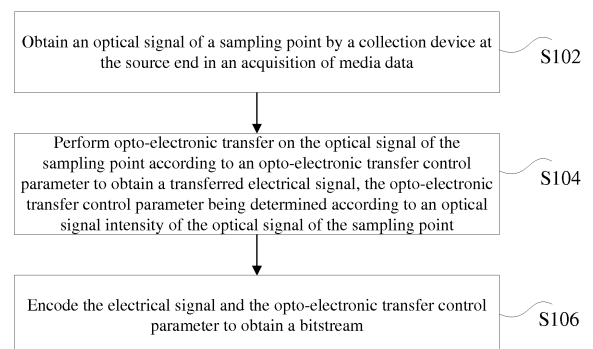 Obtain an optical signal of a sampling point by a collection device at
the source end in an acquisition of media data
S102
Perform opto-electronic transfer on the optical signal of the
sampling point according to an opto-electronic transfer control
parameter to obtain a transferred electrical signal, the opto-electronic
transfer control parameter being determined according to an optical
signal intensity of the optical signal of the sampling point
S104
Encode the electrical signal and the opto-electronic transfer control
parameter to obtain a bitstream
S106